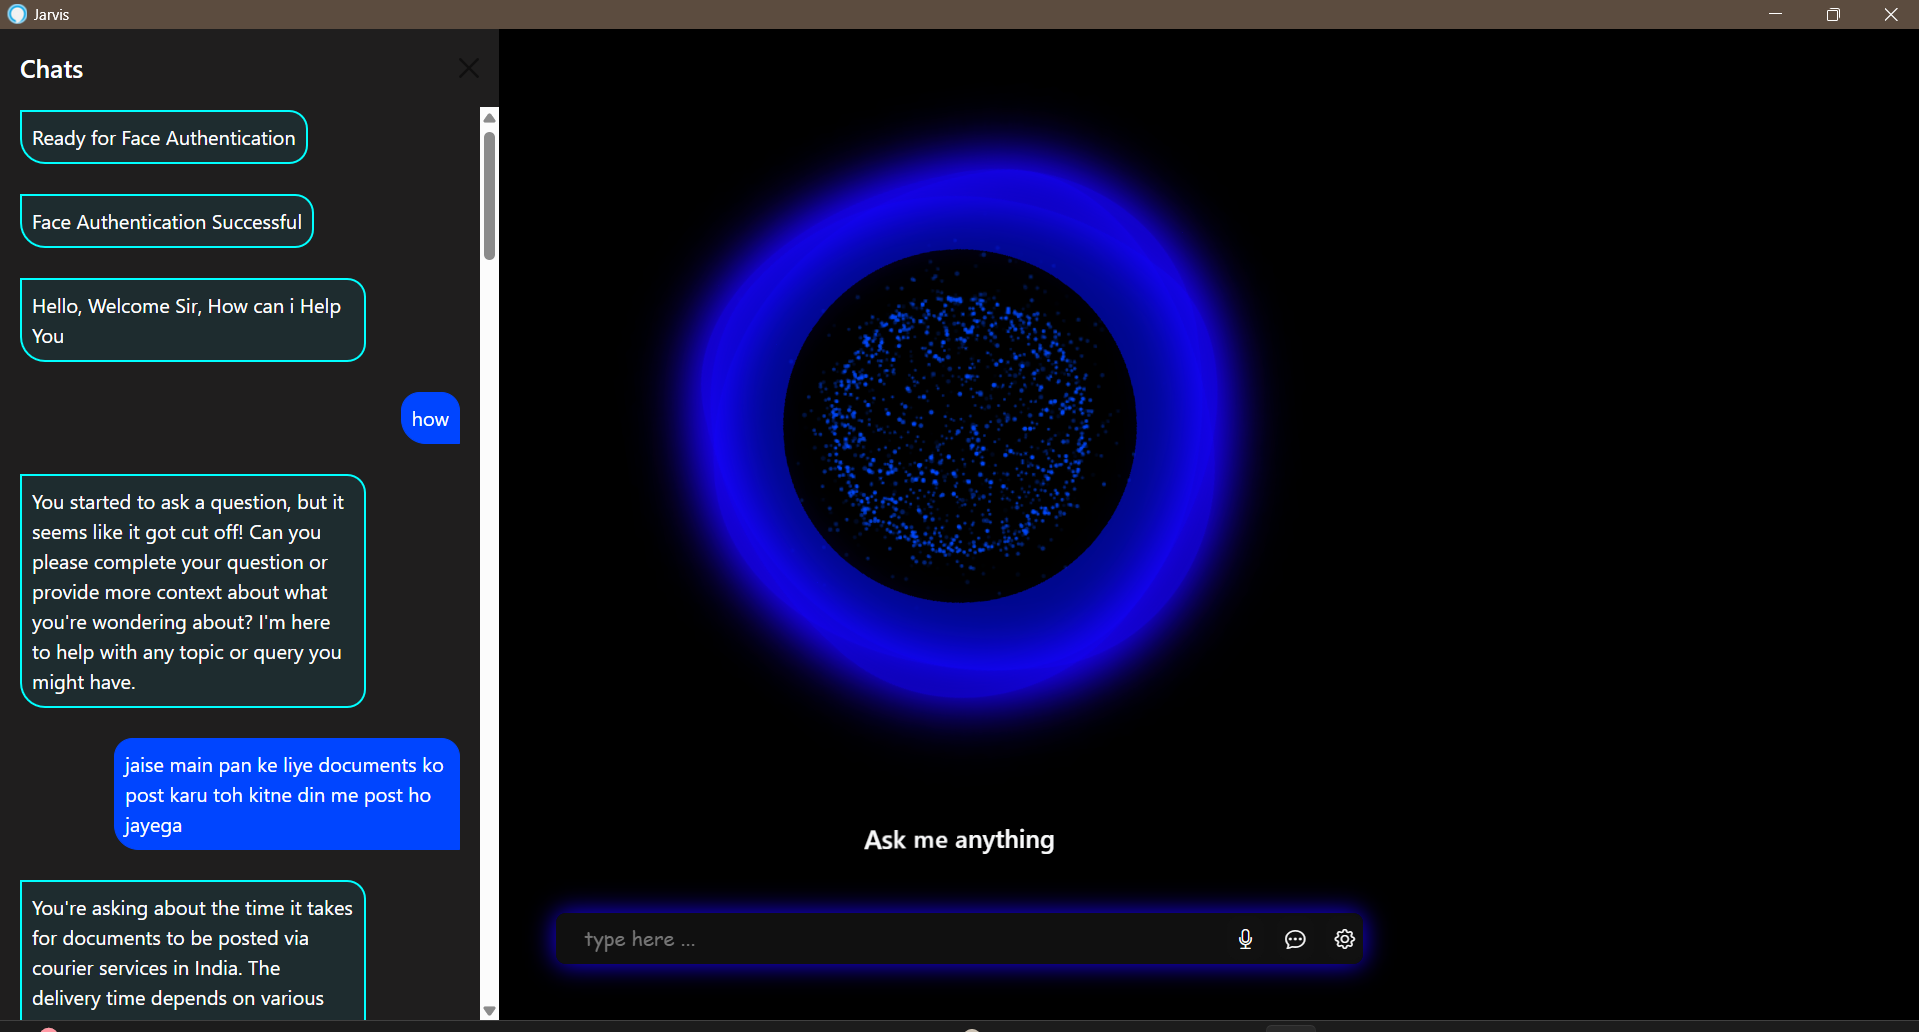 Jarvis
Chats
Ready for Face Authentication
Face Authentication Successful
Hello, Welcome Sir, How can i Help
You
how
You started to ask a question, but it
seems like it got cut off! Can you
please complete your question or
provide more context about what
you're wondering about? I'm here
to help with any topic or query you
might have.
jaise main pan ke liye documents ko
post karu toh kitne din me post ho
jayega
You're asking about the time it takes
for documents to be posted via
courier services in India. The
delivery time depends on various
Ask me anything
type here ...